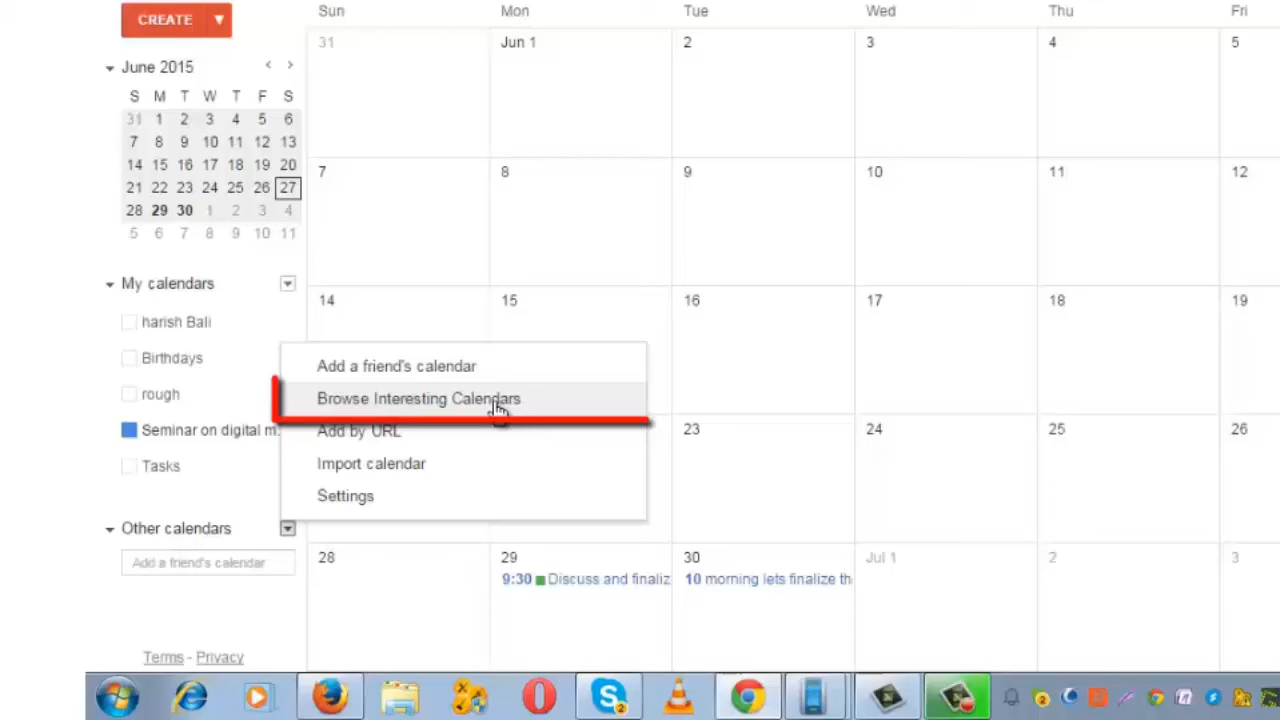 CREATE
Sun Mon Tue Wed Thu Fri
June 2015
S M T W T F S
31 1 2 3 4 5 6
7 8 9 10 11 12 13
14 15 16 17 18 19 20
21 22 23 24 25 26 27
28 29 30 1 2 3 4
5 6 7 8 9 10 11
31 Jun 1 2 3 4 5
7 8 9 10 11 12
14 15 16 17 18 19
23 24 25 26
28 29 30 Jul 1 2 3
9:30 Discuss and finaliz
10 morning lets finalize th
My calendars
harish Bali
Birthdays
rough
Seminar on digital m
Tasks
Other calendars
Add a friend's calendar
Add a friend's calendar
Browse Interesting Calendars
Add by URL
Import calendar
Settings
Terms - Privacy
2
2